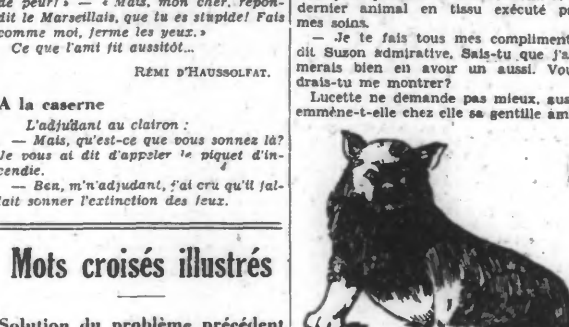 de peur! » — « Mais, mon cher, répon-
dit le Marseillais, que tu es stupide! Fais
comme moi, ferme les yeux.»
Ce que l'ami fit aussitôt...
RÉMI D'HAUSSOLFAT.
A la caserne
L'adjudant au clairon :
— Mais, qu'est-ce que vous sonnez là?
Je vous ai dit d'appeler le piquet d'in-
cendie.
— Ben, m'n'adjudant, j'ai cru qu'il fal-
lait sonner l'extinction des feux.
Mots croisés illustrés
Solution du problème précédent
dernier animal en tissu exécuté p
mes soins.
— Je te fais tous mes compliment
dit Suzon admirative. Sais-tu que j'a
merais bien en avoir un aussi. Vou
drais-tu me montrer?
Lucette ne demande pas mieux, aus
emmène-t-elle chez elle sa gentille am